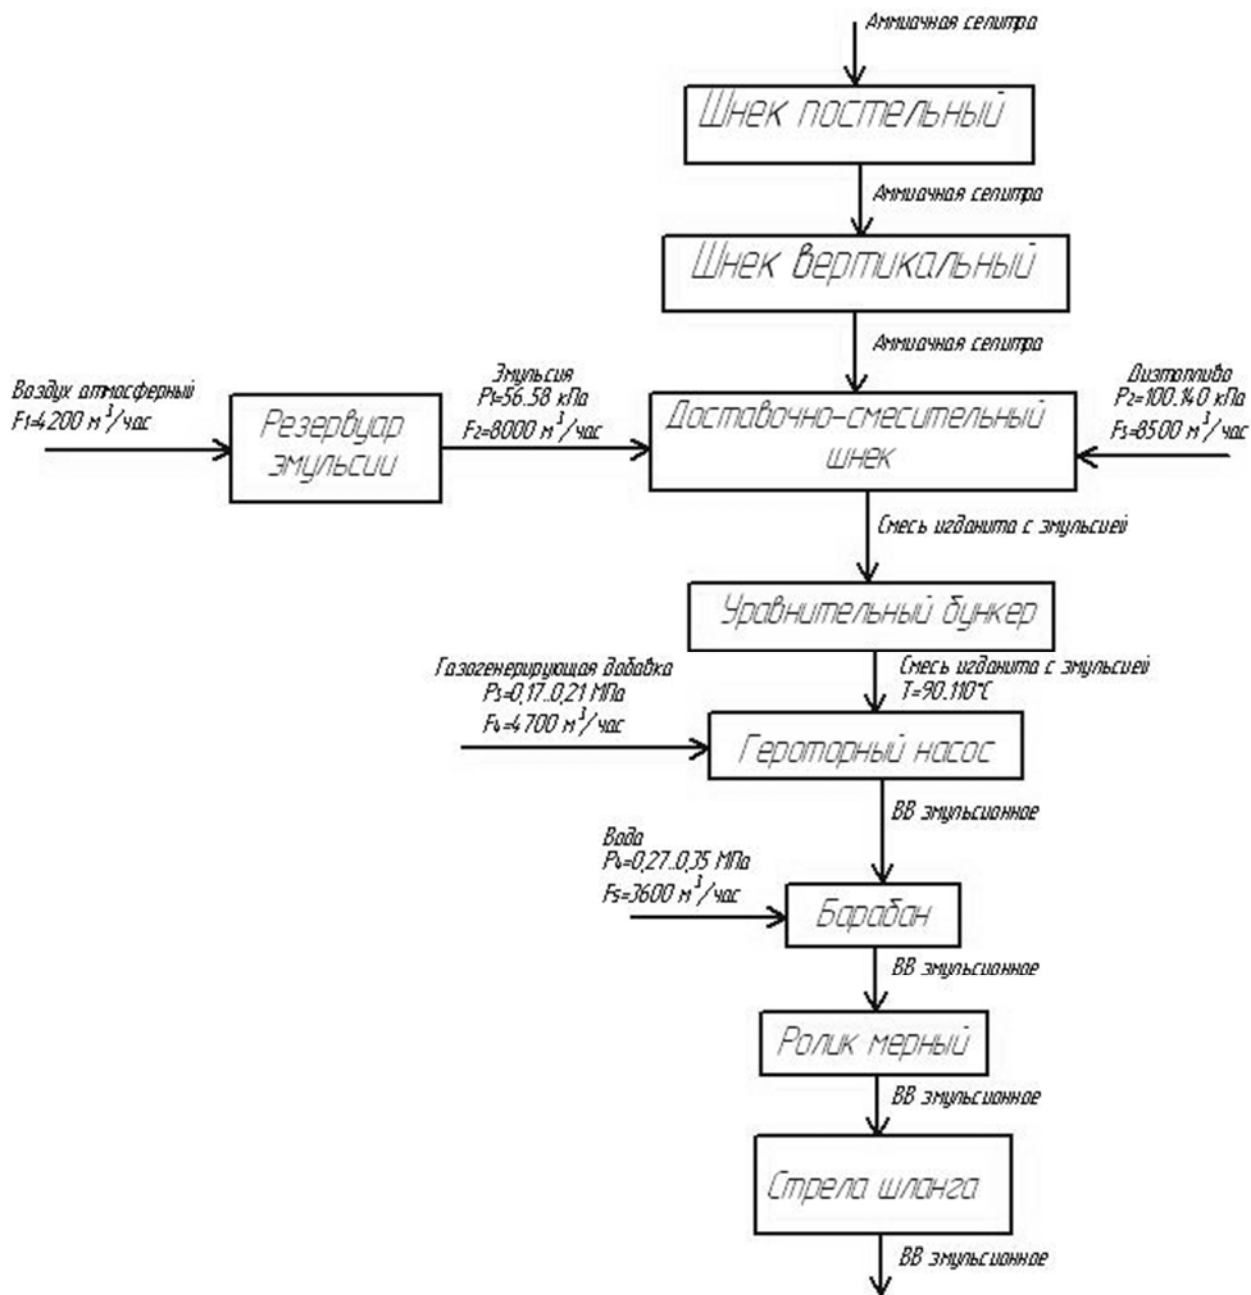 Аммиачная селитра
Шнек постельный
Аммиачная селитра
Шнек вертикальный
Аммиачная селитра
Воздух атмосферный
F1=4200 м³/час
Резервуар
эмульсии
Эмульсия
P1=56..58 кПа
F2=8000 м³/час
Доставочно-смесительный
шнек
Дизтопливо
P2=100..140 кПа
F3=8500 м³/час
Смесь игданита с эмульсией
Уравнительный бункер
Смесь игданита с эмульсией
T=90..110°C
Газогенерирующая добавка
P3=0,17..0,21 МПа
F4=4700 м³/час
Героторный насос
ВВ эмульсионное
Вода
P4=0,27..0,35 МПа
F5=3600 м³/час
Барабан
ВВ эмульсионное
Ролик мерный
ВВ эмульсионное
Стрела шланга
ВВ эмульсионное